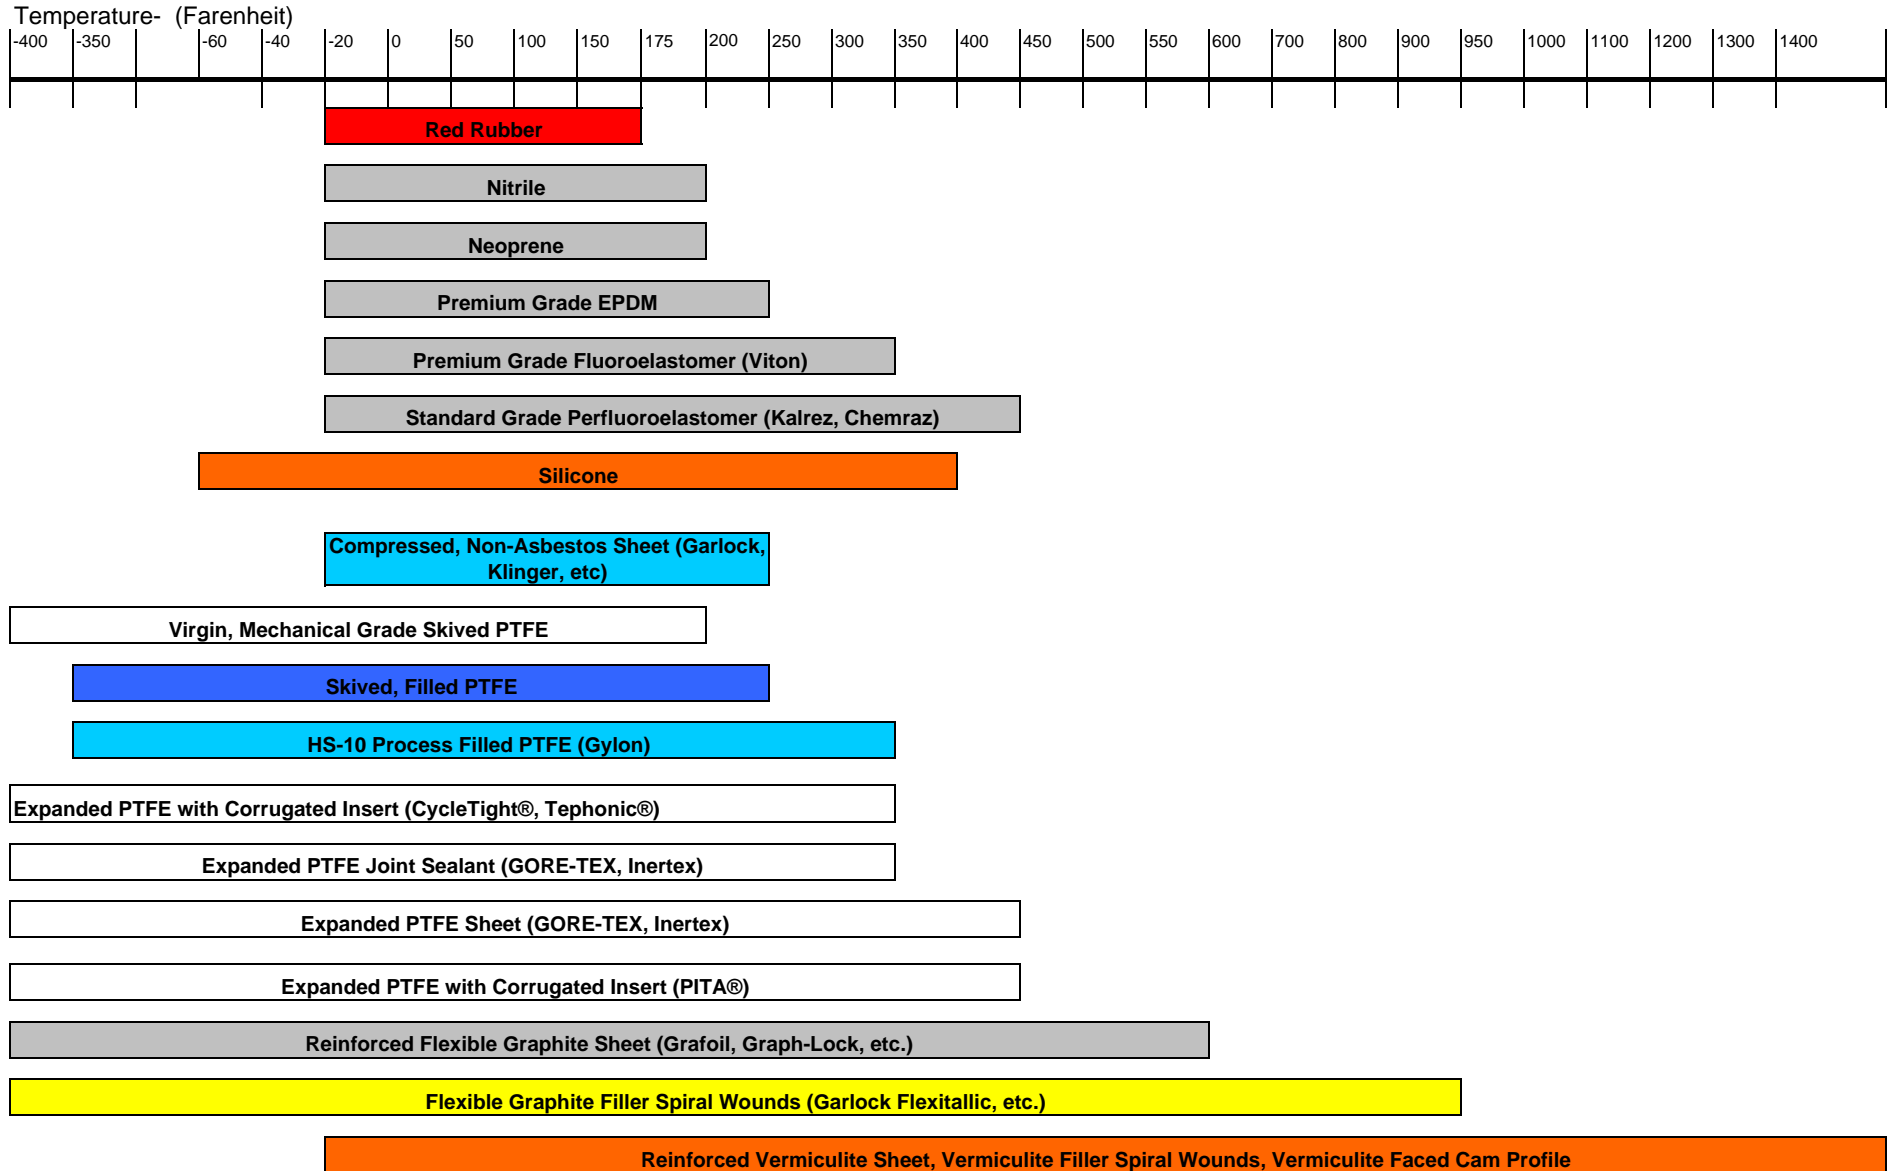 Temperature- (Farenheit)
-400 -350 -60 -40 -20 0 50 100 150 175 200 250 300 350 400 450 500 550 600 700 800 900 950 1000 1100 1200 1300 1400
Red Rubber
Nitrile
Neoprene
Premium Grade EPDM
Premium Grade Fluoroelastomer (Viton)
Standard Grade Perfluoroelastomer (Kalrez, Chemraz)
Silicone
Compressed, Non-Asbestos Sheet (Garlock,
Klinger, etc)
Virgin, Mechanical Grade Skived PTFE
Skived, Filled PTFE
HS-10 Process Filled PTFE (Gylon)
Expanded PTFE with Corrugated Insert (CycleTight®, Tephonic®)
Expanded PTFE Joint Sealant (GORE-TEX, Inertex)
Expanded PTFE Sheet (GORE-TEX, Inertex)
Expanded PTFE with Corrugated Insert (PITA®)
Reinforced Flexible Graphite Sheet (Grafoil, Graph-Lock, etc.)
Flexible Graphite Filler Spiral Wounds (Garlock Flexitallic, etc.)
Reinforced Vermiculite Sheet, Vermiculite Filler Spiral Wounds, Vermiculite Faced Cam Profile